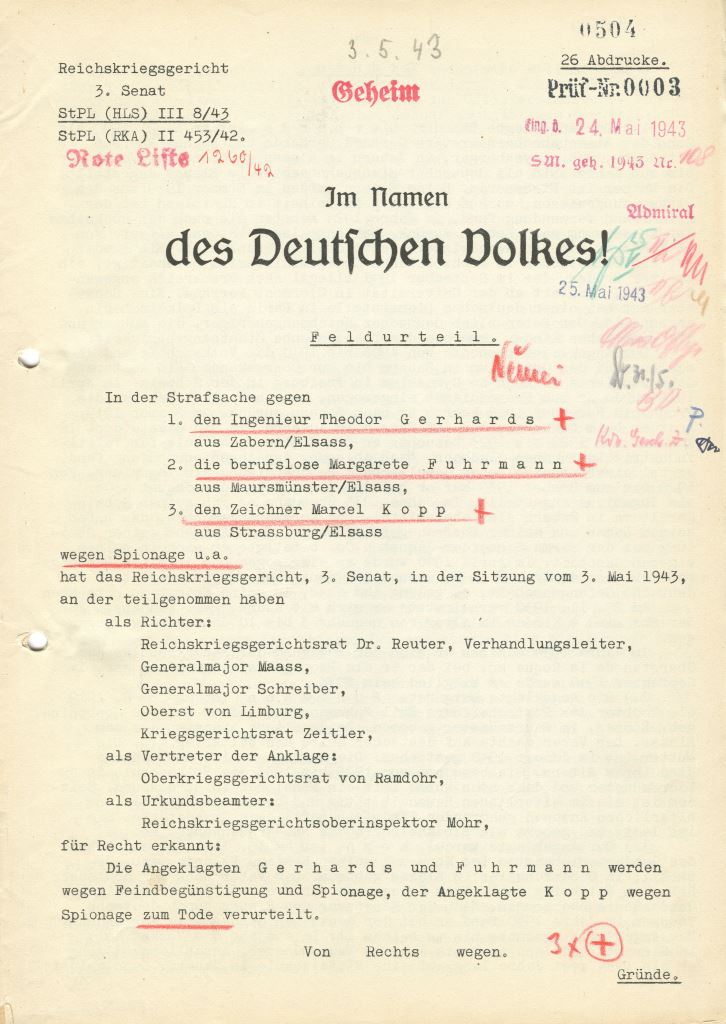 0504
3.5.43
26 Abdrucke.
Reichskriegsgericht
3. Senat
Geheim
Prüf-Nr.0003
StPL (HLS) III 8/43
StPL (RKA) II 453/42.
Eing. d. 24. Mai 1943
Rote Liste 1260/42
SM. geh. 1943 Nr. 108
Im Namen
Admiral
des Deutschen Volkes!
25. Mai 1943
Feldurteil.
In der Strafsache gegen
1. den Ingenieur Theodor Gerhards +
aus Zabern/Elsass,
2. die berufslose Margarete Fuhrmann +
aus Maursmünster/Elsass,
3. den Zeichner Marcel Kopp +
aus Strassburg/Elsass
wegen Spionage u.a.
hat das Reichskriegsgericht, 3. Senat, in der Sitzung vom 3. Mai 1943,
an der teilgenommen haben
als Richter:
Reichskriegsgerichtsrat Dr. Reuter, Verhandlungsleiter,
Generalmajor Maass,
Generalmajor Schreiber,
Oberst von Limburg,
Kriegsgerichtsrat Zeitler,
als Vertreter der Anklage:
Oberkriegsgerichtsrat von Ramdohr,
als Urkundsbeamter:
Reichskriegsgerichtsoberinspektor Mohr,
für Recht erkannt:
Die Angeklagten Gerhards und Fuhrmann werden
wegen Feindbegünstigung und Spionage, der Angeklagte Kopp wegen
Spionage zum Tode verurteilt.
Von Rechts wegen. 3x +
Gründe.